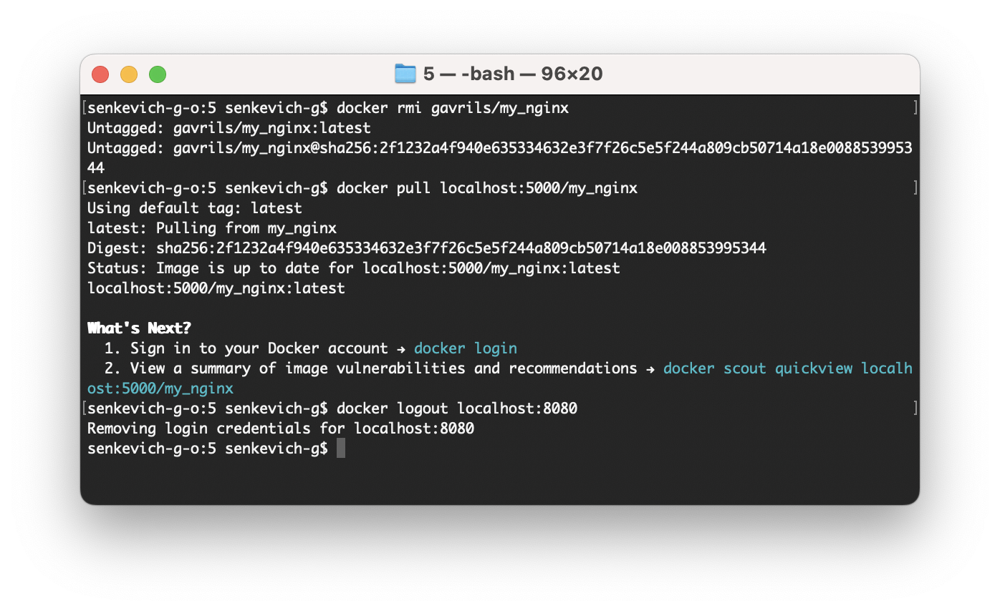 5 — -bash — 96×20
[senkevich-g-o:5 senkevich-g$ docker rmi gavrils/my_nginx ]
Untagged: gavrils/my_nginx:latest
Untagged: gavrils/my_nginx@sha256:2f1232a4f940e635334632e3f7f26c5e5f244a809cb50714a18e0088539953
44
[senkevich-g-o:5 senkevich-g$ docker pull localhost:5000/my_nginx ]
Using default tag: latest
latest: Pulling from my_nginx
Digest: sha256:2f1232a4f940e635334632e3f7f26c5e5f244a809cb50714a18e008853995344
Status: Image is up to date for localhost:5000/my_nginx:latest
localhost:5000/my_nginx:latest
What's Next?
1. Sign in to your Docker account → docker login
2. View a summary of image vulnerabilities and recommendations → docker scout quickview localh
ost:5000/my_nginx
[senkevich-g-o:5 senkevich-g$ docker logout localhost:8080 ]
Removing login credentials for localhost:8080
senkevich-g-o:5 senkevich-g$